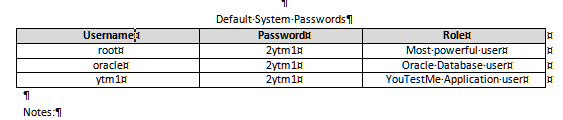 Default System Passwords
Username Password Role
root 2ytm1 Most powerful user
oracle 2ytm1 Oracle Database user
ytm1 2ytm1 YouTestMe Application user
Notes: